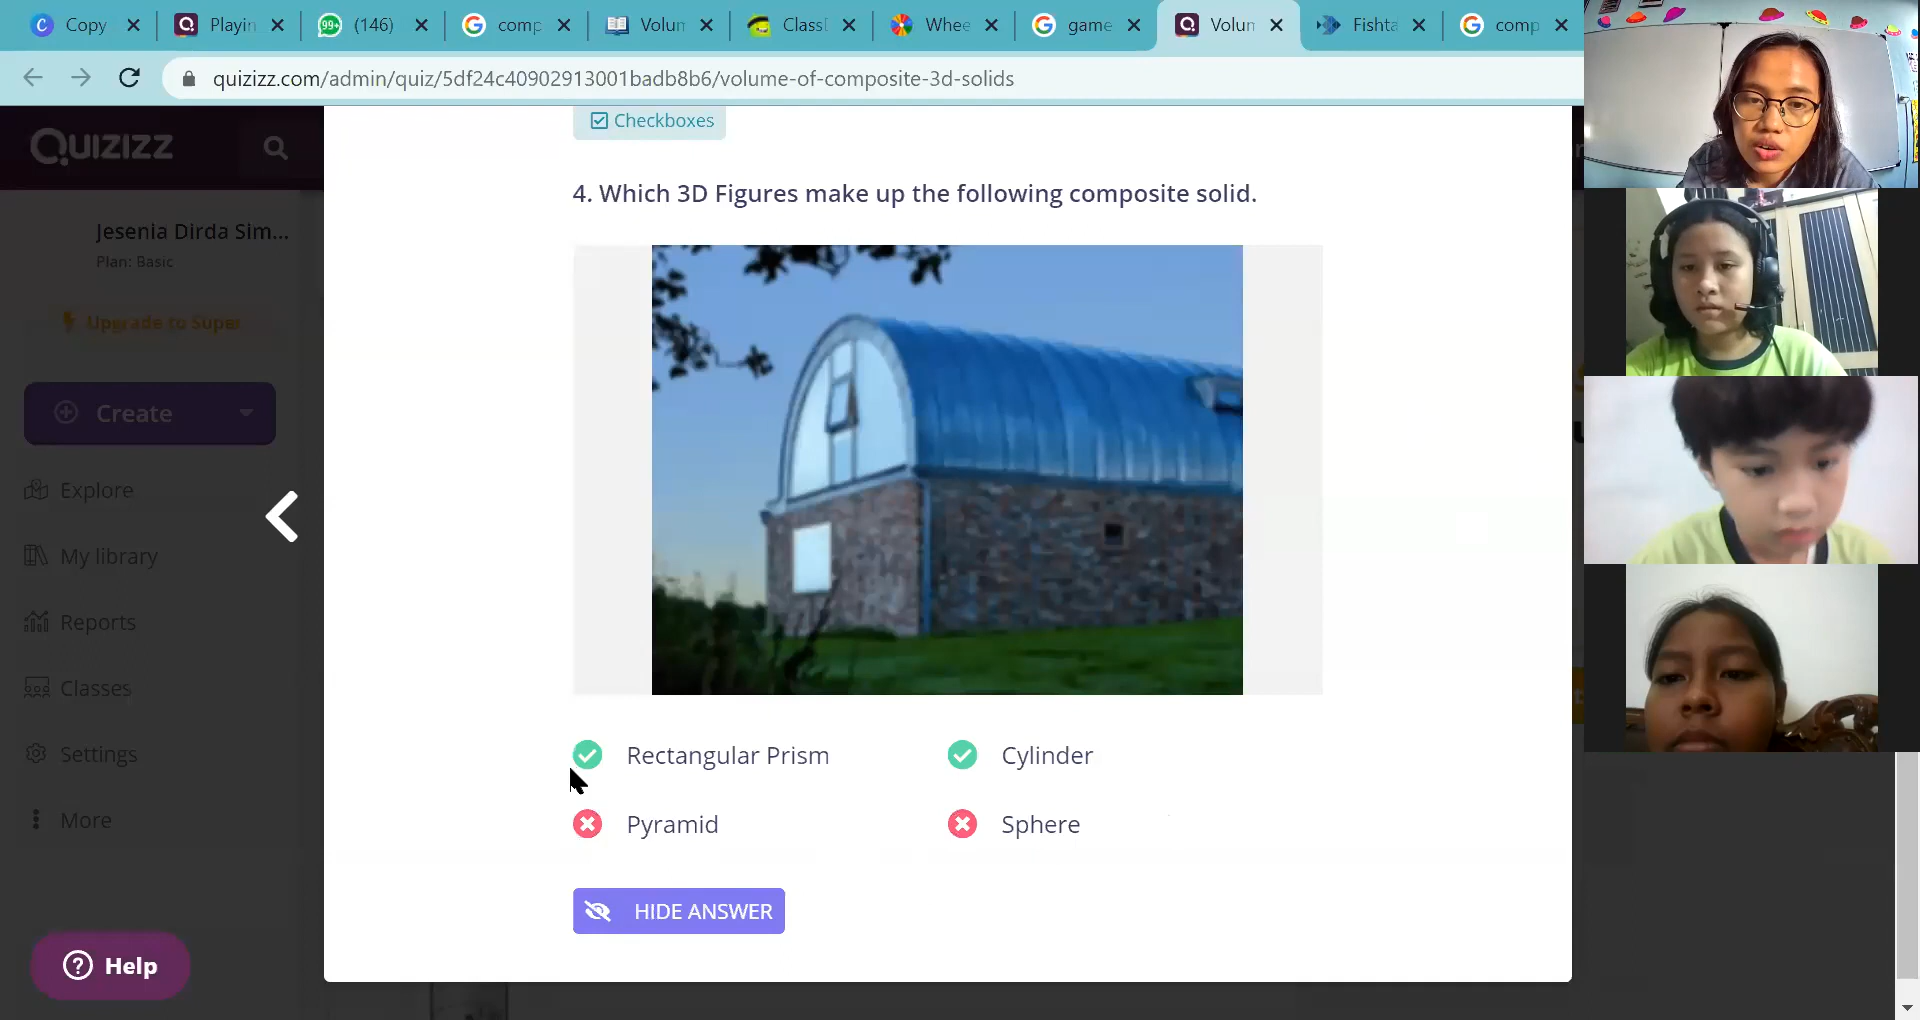 Copy
Playin
99+
(146)
comp
Volum
Class
Whee
game
Volun
Fishta
comp
quizizz.com/admin/quiz/5df24c40902913001badb8b6/volume-of-composite-3d-solids
QUIZIZZ
Jesenia Dirda Sim...
Plan: Basic
Upgrade to Super
Create
Explore
My library
Reports
Classes
Settings
More
Help
Checkboxes
4. Which 3D Figures make up the following composite solid.
Rectangular Prism
Cylinder
Pyramid
Sphere
HIDE ANSWER